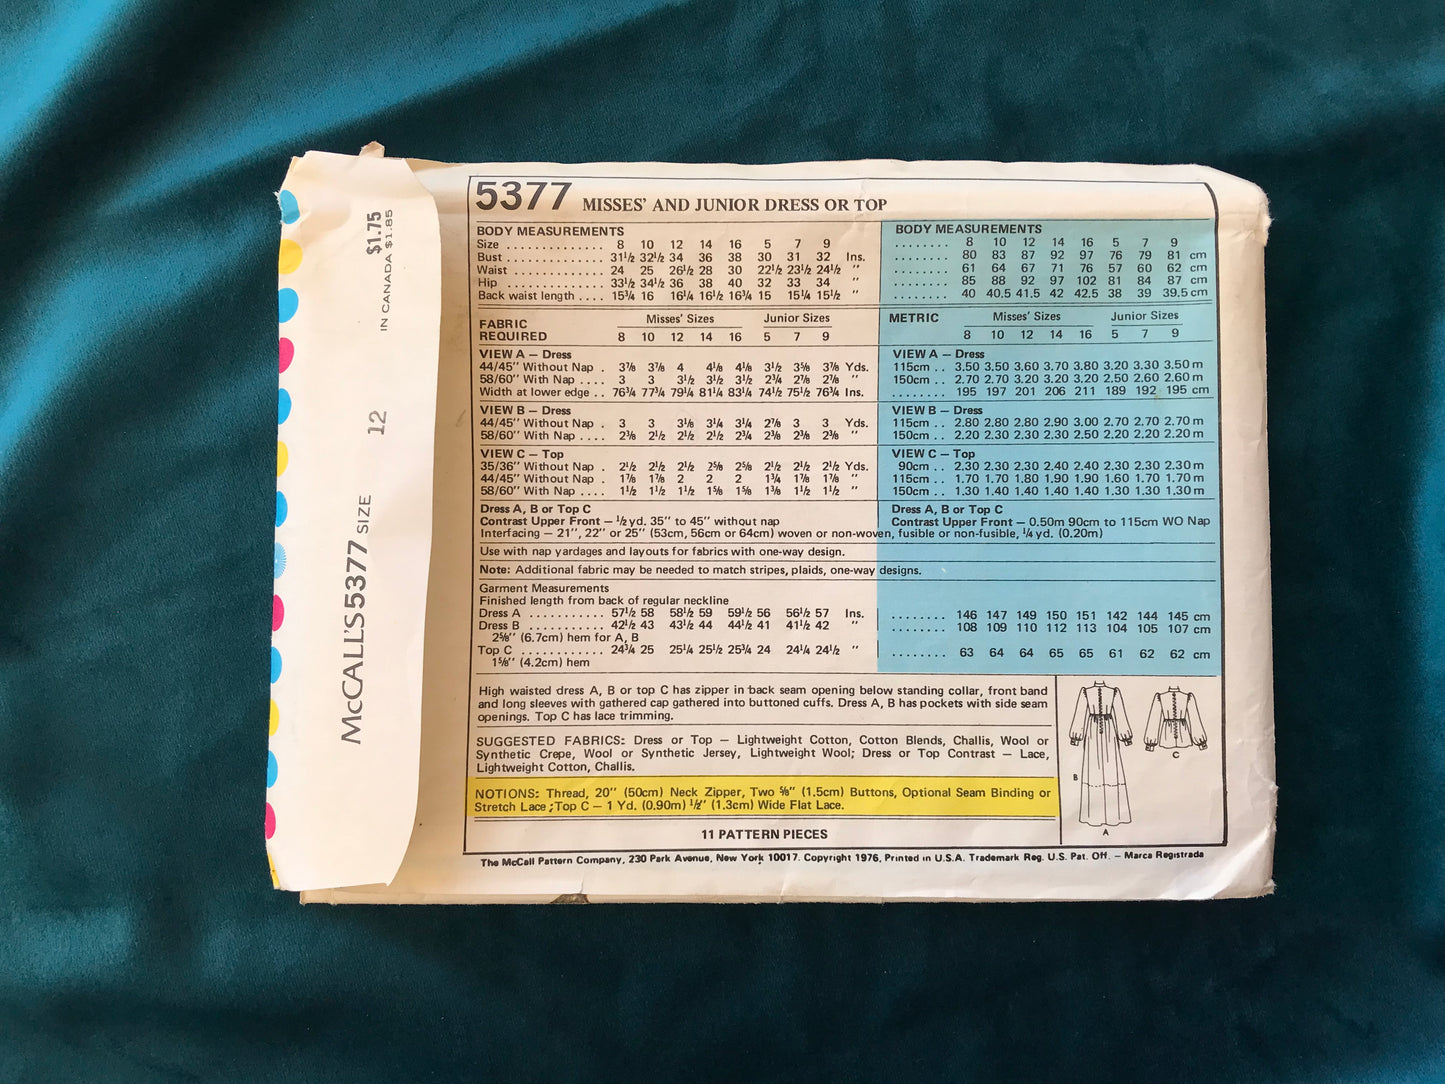 $1.75
IN CANADA $1.85
McCALL'S 5377 SIZE 12
5377 MISSES' AND JUNIOR DRESS OR TOP
BODY MEASUREMENTS
Size .............. 8 10 12 14 16 5 7 9
Bust .............. 31½ 32½ 34 36 38 30 31 32 Ins.
Waist ............. 24 25 26½ 28 30 22½ 23½ 24½ ”
Hip ............... 33½ 34½ 36 38 40 32 33 34 ”
Back waist length .... 15¾ 16 16¼ 16½ 16¾ 15 15¼ 15½ ”
BODY MEASUREMENTS
........ 8 10 12 14 16 5 7 9
........ 80 83 87 92 97 76 79 81 cm
........ 61 64 67 71 76 57 60 62 cm
........ 85 88 92 97 102 81 84 87 cm
........ 40 40.5 41.5 42 42.5 38 39 39.5 cm
FABRIC REQUIRED
Misses' Sizes Junior Sizes
8 10 12 14 16 5 7 9
VIEW A – Dress
44/45” Without Nap . 3⅞ 3⅞ 4 4⅛ 4⅛ 3½ 3⅝ 3⅞ Yds.
58/60” With Nap .... 3 3 3½ 3½ 3½ 2¾ 2⅞ 2⅞ ”
Width at lower edge .. 76¾ 77¾ 79¼ 81¼ 83¼ 74½ 75½ 76¾ Ins.
VIEW B – Dress
44/45” Without Nap . 3 3 3⅛ 3¼ 3¼ 2⅞ 3 3 Yds.
58/60” With Nap .... 2⅜ 2½ 2½ 2½ 2¾ 2⅜ 2⅜ 2⅜ ”
VIEW C – Top
35/36” Without Nap . 2½ 2½ 2½ 2⅝ 2⅝ 2½ 2½ 2½ Yds.
44/45” Without Nap . 1⅞ 1⅞ 2 2 2 1¾ 1⅞ 1⅞ ”
58/60” With Nap .... 1½ 1½ 1½ 1⅝ 1⅝ 1⅜ 1½ 1½ ”
METRIC
Misses' Sizes Junior Sizes
8 10 12 14 16 5 7 9
VIEW A – Dress
115cm .. 3.50 3.50 3.60 3.70 3.80 3.20 3.30 3.50 m
150cm .. 2.70 2.70 3.20 3.20 3.20 2.50 2.60 2.60 m
........ 195 197 201 206 211 189 192 195 cm
VIEW B – Dress
115cm .. 2.80 2.80 2.80 2.90 3.00 2.70 2.70 2.70 m
150cm .. 2.20 2.30 2.30 2.30 2.50 2.20 2.20 2.20 m
VIEW C – Top
90cm .. 2.30 2.30 2.30 2.40 2.40 2.30 2.30 2.30 m
115cm .. 1.70 1.70 1.80 1.90 1.90 1.60 1.70 1.70 m
150cm .. 1.30 1.40 1.40 1.40 1.40 1.30 1.30 1.30 m
Dress A, B or Top C
Contrast Upper Front – ½ yd. 35” to 45” without nap
Dress A, B or Top C
Contrast Upper Front – 0.50m 90cm to 115cm WO Nap
Interfacing – 21”, 22” or 25” (53cm, 56cm or 64cm) woven or non-woven, fusible or non-fusible, ¼ yd. (0.20m)
Use with nap yardages and layouts for fabrics with one-way design.
Note: Additional fabric may be needed to match stripes, plaids, one-way designs.
Garment Measurements
Finished length from back of regular neckline
Dress A ........... 57½ 58 58½ 59 59½ 56 56½ 57 Ins.
Dress B ........... 42½ 43 43½ 44 44½ 41 41½ 42 ”
2⅝” (6.7cm) hem for A, B
Top C ............ 24¾ 25 25¼ 25½ 25¾ 24 24¼ 24½ ”
1⅝” (4.2cm) hem
........ 146 147 149 150 151 142 144 145 cm
........ 108 109 110 112 113 104 105 107 cm
........ 63 64 64 65 65 61 62 62 cm
High waisted dress A, B or top C has zipper in back seam opening below standing collar, front band
and long sleeves with gathered cap gathered into buttoned cuffs. Dress A, B has pockets with side seam
openings. Top C has lace trimming.
SUGGESTED FABRICS: Dress or Top – Lightweight Cotton, Cotton Blends, Challis, Wool or
Synthetic Crepe, Wool or Synthetic Jersey, Lightweight Wool; Dress or Top Contrast – Lace,
Lightweight Cotton, Challis.
NOTIONS: Thread, 20” (50cm) Neck Zipper, Two ⅝” (1.5cm) Buttons, Optional Seam Binding or
Stretch Lace; Top C – 1 Yd. (0.90m) ½” (1.3cm) Wide Flat Lace.
B
A
C
11 PATTERN PIECES
The McCall Pattern Company, 230 Park Avenue, New York 10017. Copyright 1976, Printed in U.S.A. Trademark Reg. U.S. Pat. Off. – Marca Registrada